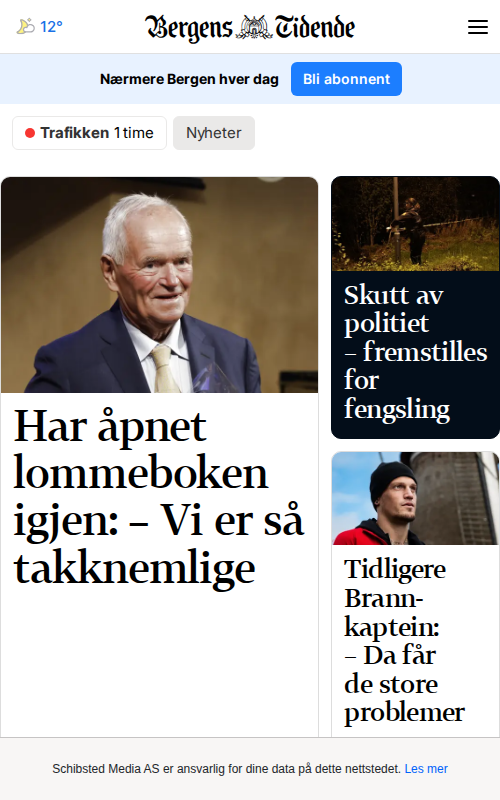 12°
Bergens Tidende
Nærmere Bergen hver dag
Bli abonnent
Trafikken 1 time
Nyheter
Har åpnet
lommeboken
igjen: – Vi er så
takknemlige
Skutt av
politiet
– fremstilles
for
fengsling
Tidligere
Brann-
kaptein:
– Da får
de store
problemer
Schibsted Media AS er ansvarlig for dine data på dette nettstedet. Les mer